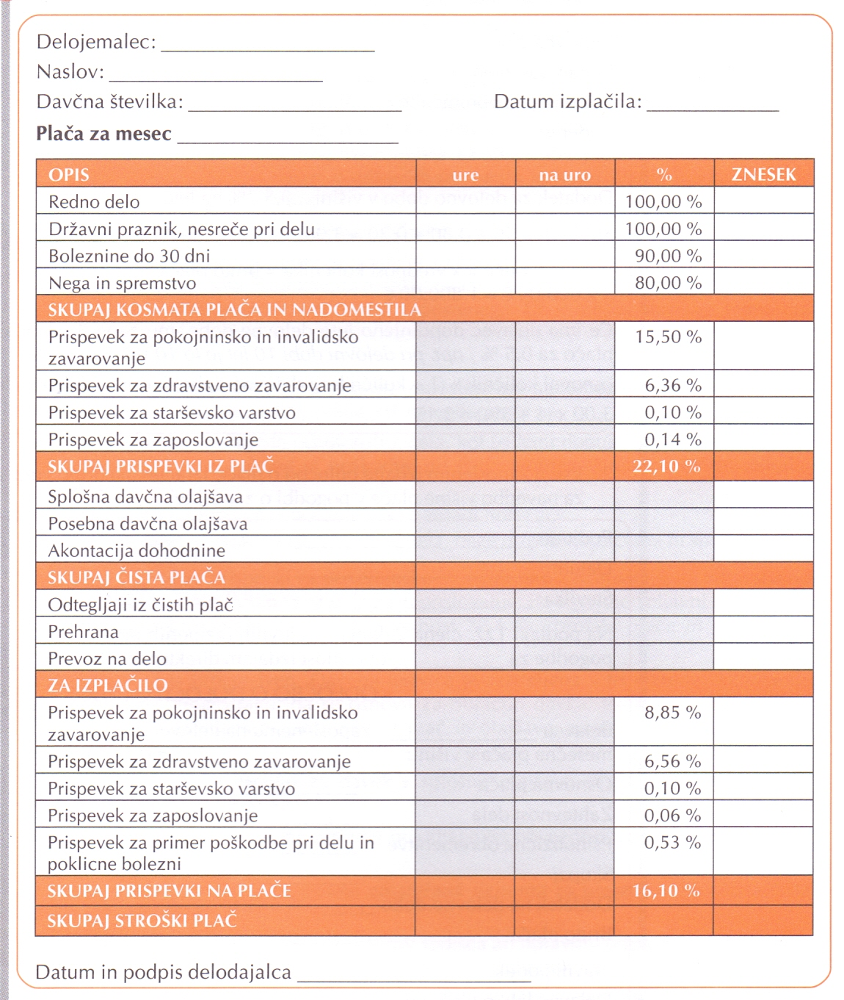 Delojemalec: ____________________
Naslov: ____________________
Davčna številka: ____________________ Datum izplačila: ____________
Plača za mesec ____________________
OPIS ure na uro % ZNESEK
Redno delo 100,00 %
Državni praznik, nesreče pri delu 100,00 %
Boleznine do 30 dni 90,00 %
Nega in spremstvo 80,00 %
SKUPAJ KOSMATA PLAČA IN NADOMESTILA
Prispevek za pokojninsko in invalidsko 15,50 %
zavarovanje
Prispevek za zdravstveno zavarovanje 6,36 %
Prispevek za starševsko varstvo 0,10 %
Prispevek za zaposlovanje 0,14 %
SKUPAJ PRISPEVKI IZ PLAČ 22,10 %
Splošna davčna olajšava
Posebna davčna olajšava
Akontacija dohodnine
SKUPAJ ČISTA PLAČA
Odtegljaji iz čistih plač
Prehrana
Prevoz na delo
ZA IZPLAČILO
Prispevek za pokojninsko in invalidsko 8,85 %
zavarovanje
Prispevek za zdravstveno zavarovanje 6,56 %
Prispevek za starševsko varstvo 0,10 %
Prispevek za zaposlovanje 0,06 %
Prispevek za primer poškodbe pri delu in 0,53 %
poklicne bolezni
SKUPAJ PRISPEVKI NA PLAČE 16,10 %
SKUPAJ STROŠKI PLAČ
Datum in podpis delodajalca ____________________